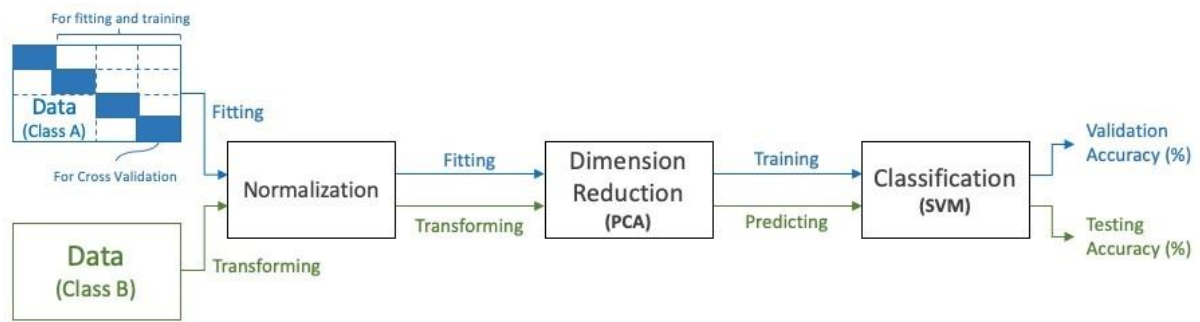 For fitting and training
Data
(Class A)
Fitting
For Cross Validation
Normalization
Fitting
Dimension
Reduction
(PCA)
Training
Classification
(SVM)
Validation
Accuracy (%)
Data
(Class B)
Transforming
Transforming
Predicting
Testing
Accuracy (%)